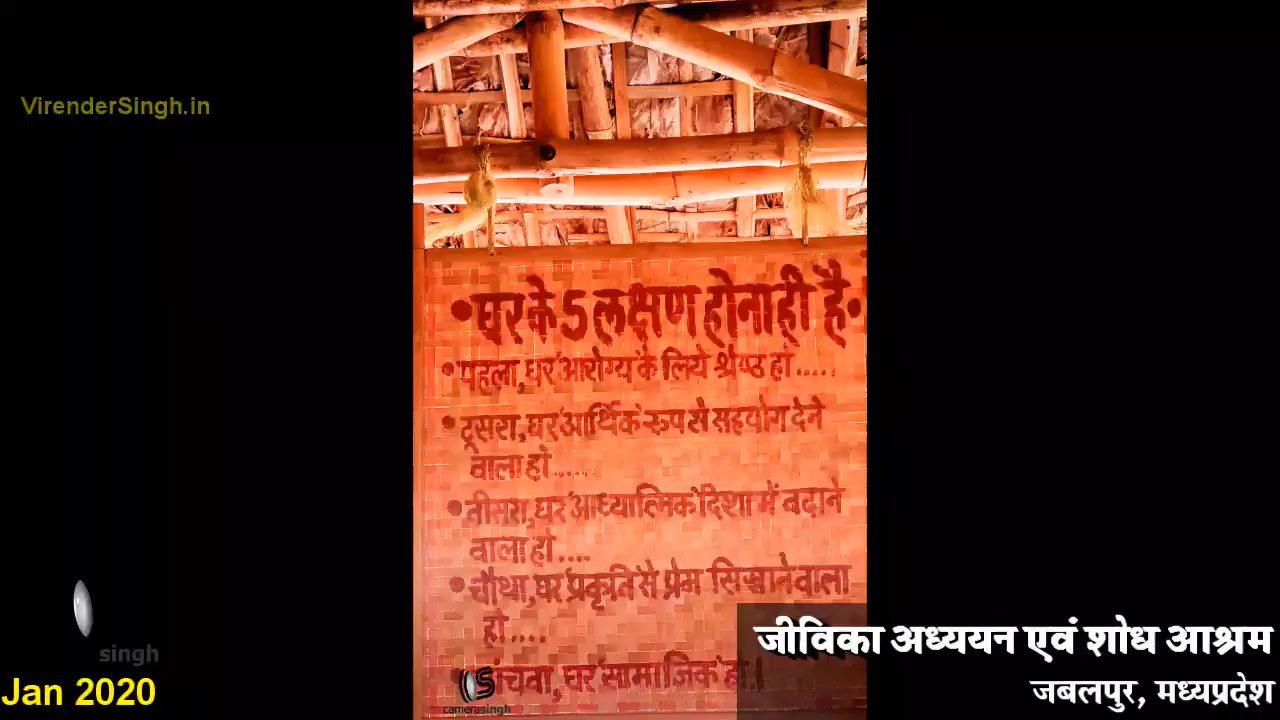 VirenderSingh.in
•घर के 5 लक्षण होना ही है•
•पहला, घर 'आरोग्य' के लिये श्रेष्ठ हो.....
•दूसरा, घर 'आर्थिक' रूप से सहयोग देने
वाला हो......
•तीसरा, घर 'आध्यात्मिक' दिशा में बढाने
वाला हो....
•चौथा, घर 'प्रकृति' से प्रेम सिखाने वाला
हो....
घर 'सामाजिक' हो।
camerasingh
singh
Jan 2020
जीविका अध्ययन एवं शोध आश्रम
जबलपुर, मध्यप्रदेश